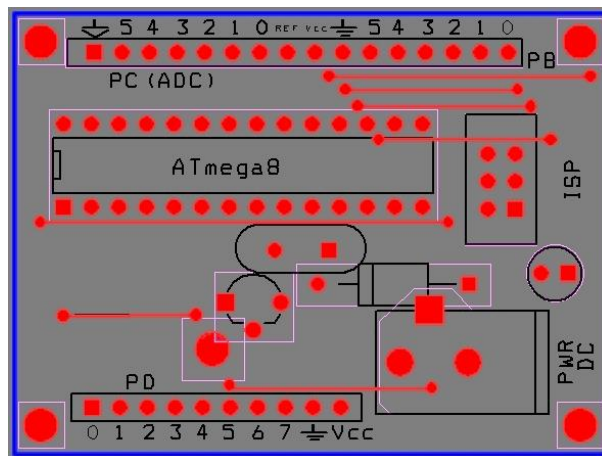 5 4 3 2 1 0 REF Vcc 5 4 3 2 1 0
PC (ADC)
PB
ATmega8
ISP
PWR
DC
PD
0 1 2 3 4 5 6 7 Vcc